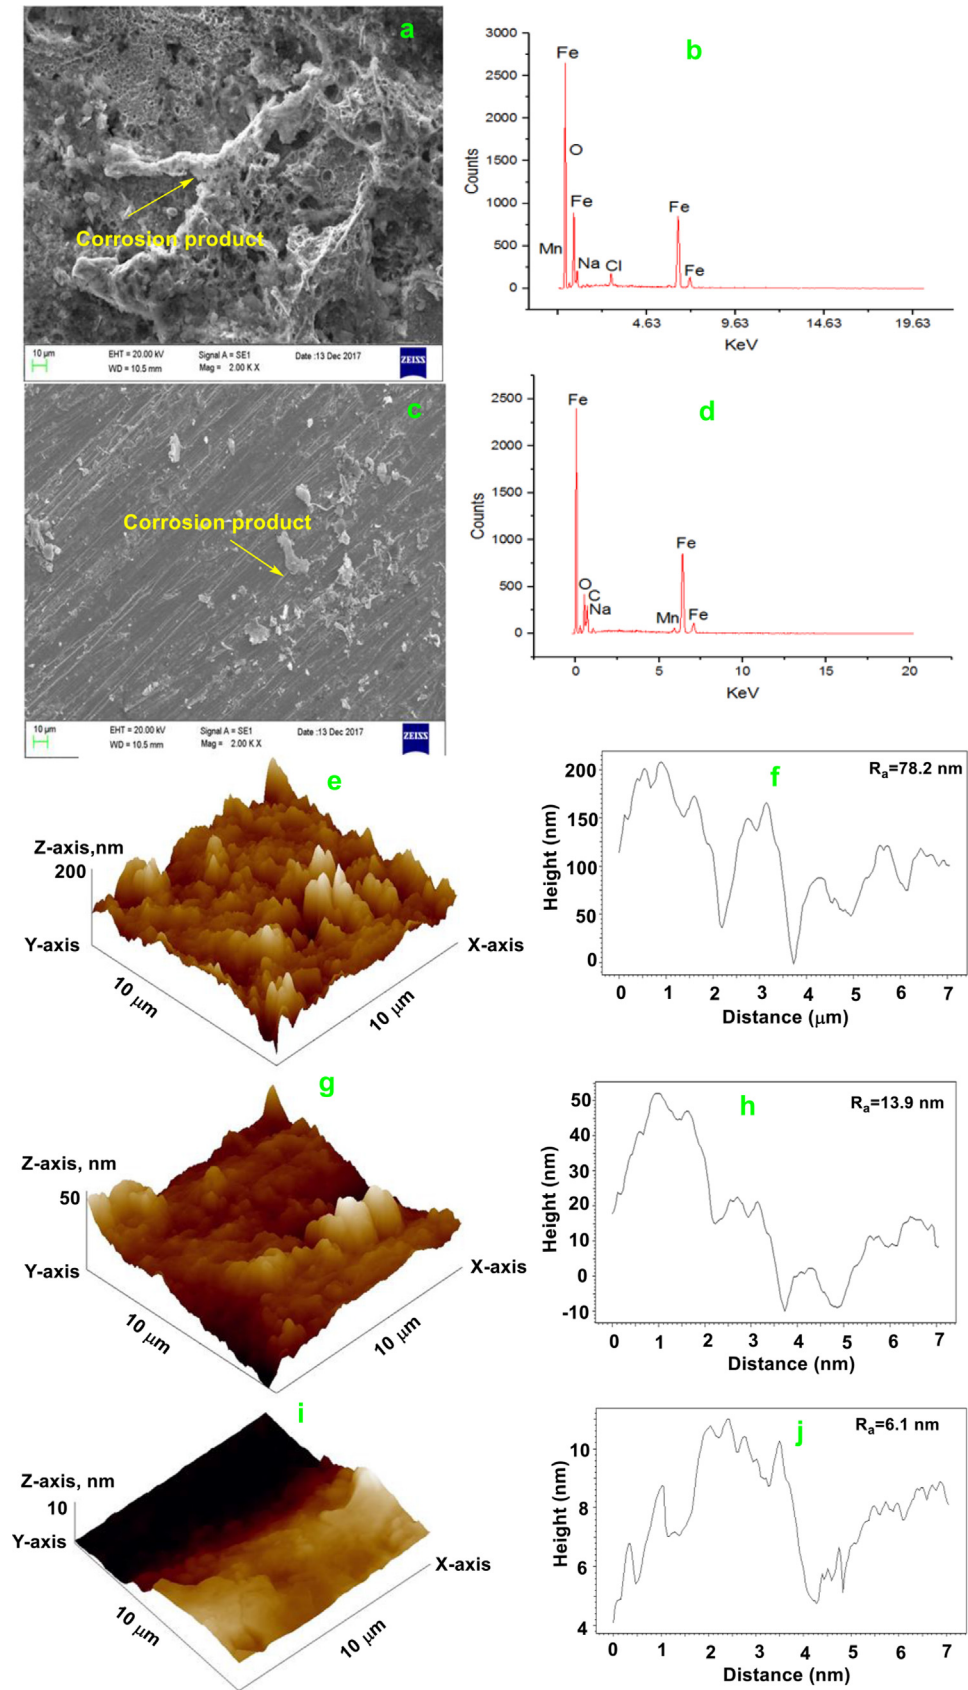 a
Corrosion product
10 µm
EHT = 20.00 kV
Signal A = SE1
Date :13 Dec 2017
WD = 10.5 mm
Mag = 2.00 K X
ZEISS
b
3000
2500
2000
1500
1000
500
0
Counts
Fe
O
Fe
Mn
Na
Cl
Fe
Fe
4.63
9.63
14.63
19.63
KeV
c
Corrosion product
10 µm
EHT = 20.00 kV
Signal A = SE1
Date :13 Dec 2017
WD = 10.5 mm
Mag = 2.00 K X
ZEISS
d
2500
2000
1500
1000
500
0
Counts
Fe
O
C
Na
Mn
Fe
Fe
0
5
10
15
20
KeV
e
Z-axis,nm
200
Y-axis
X-axis
10 µm
10 µm
f
Ra=78.2 nm
200
150
100
50
0
Height (nm)
0 1 2 3 4 5 6 7
Distance (µm)
g
Z-axis, nm
50
Y-axis
X-axis
10 µm
10 µm
h
Ra=13.9 nm
50
40
30
20
10
0
-10
Height (nm)
0 1 2 3 4 5 6 7
Distance (nm)
i
Z-axis, nm
10
Y-axis
X-axis
10 µm
10 µm
j
Ra=6.1 nm
10
8
6
4
Height (nm)
0 1 2 3 4 5 6 7
Distance (nm)